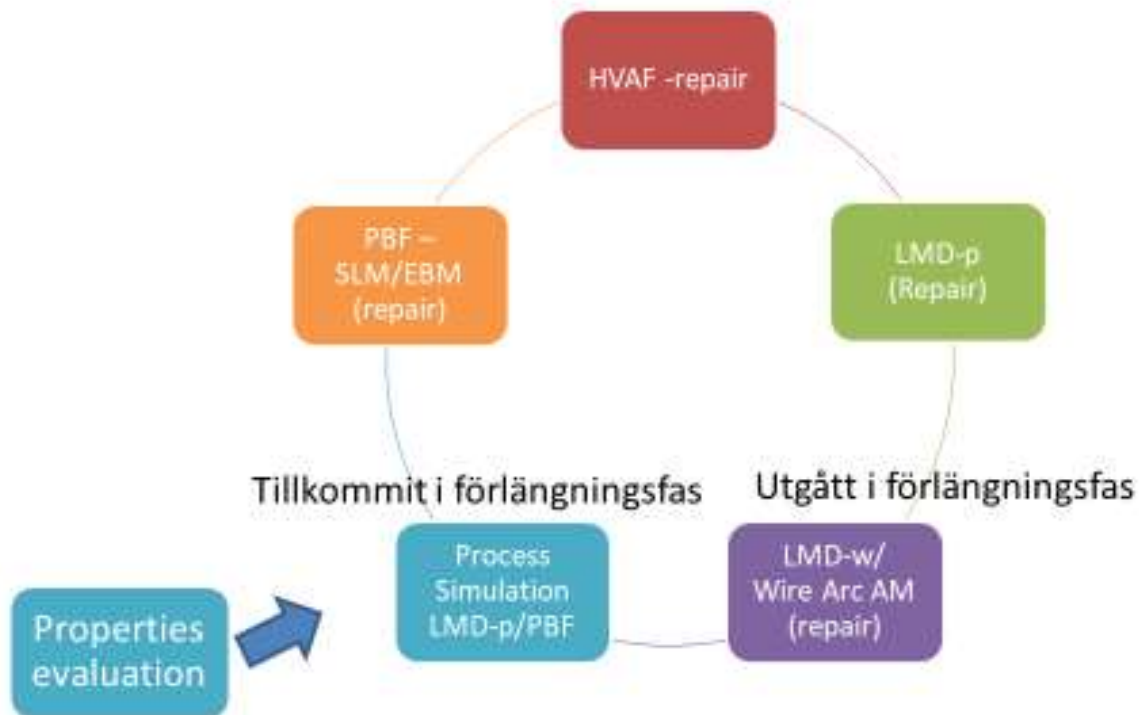 HVAF -repair
PBF –
SLM/EBM
(repair)
LMD-p
(Repair)
Tillkommit i förlängningsfas
Utgått i förlängningsfas
Process
Simulation
LMD-p/PBF
LMD-w/
Wire Arc AM
(repair)
Properties
evaluation